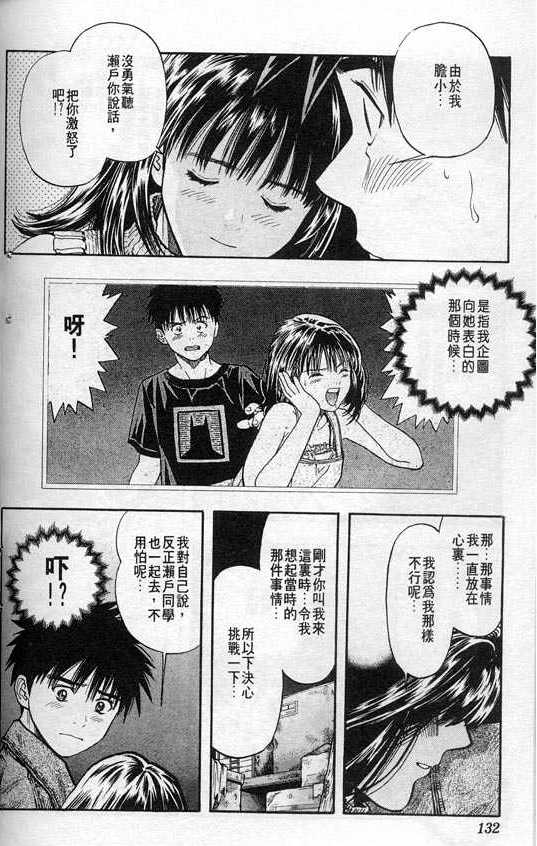 由於我
膽小…
沒勇氣聽
瀨戶你說話，
把你激怒了
吧!?
是指我企圖
向她表白的
那個時候…
呀！
那…那事情
我一直放在
心裏…
我認為我那樣
不行呢…
剛才你叫我來
這裏時…令我
想起當時的
那件事情…
所以下決心
挑戰一下…
我對自己說，
反正瀨戶同學
也一起去，不
用怕呢…
吓!?
132